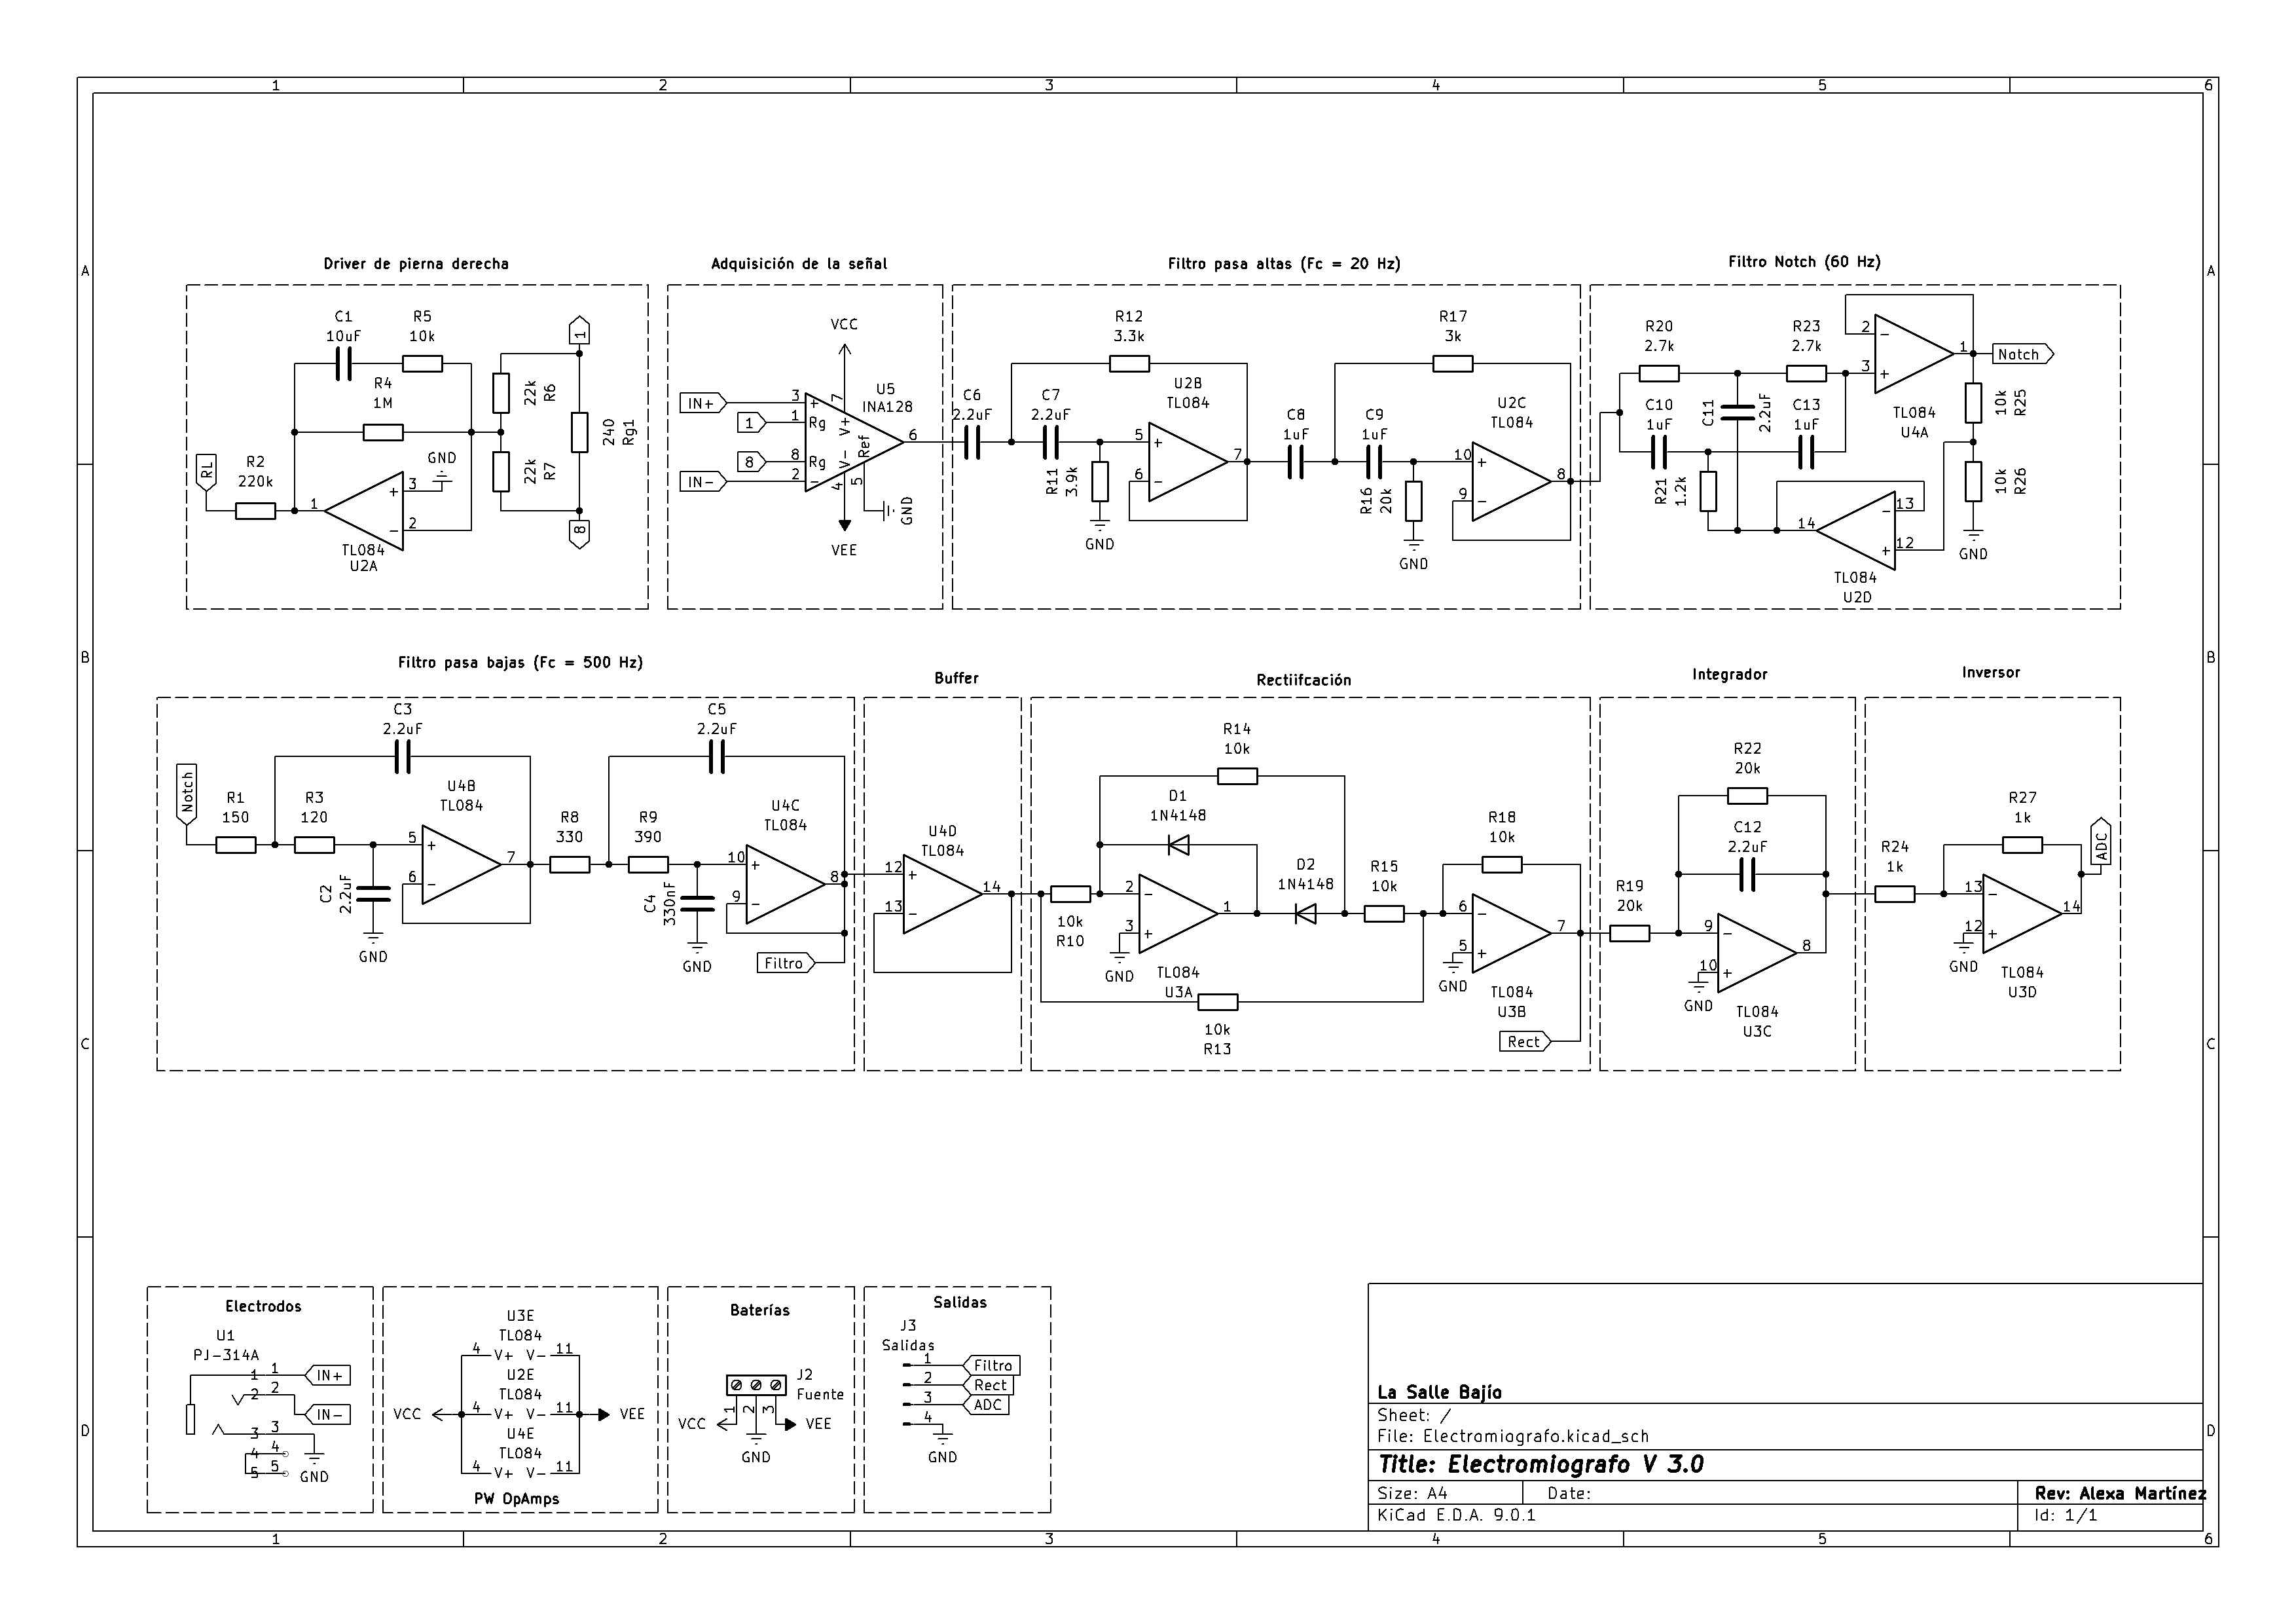 1 2 3 4 5 6
A A
B B
C C
D D
Driver de pierna derecha
C1
10uF
R5
10k
R4
1M
GND
RL
R2
220k
1
3
+
2
−
TL084
U2A
22k
R6
22k
R7
240
Rg1
1
8
Adquisición de la señal
VCC
IN+
1
8
IN-
3
1
8
2
+
Rg
Rg
−
7
V+
V-
4
Ref
5
6
U5
INA128
GND
VEE
Filtro pasa altas (Fc = 20 Hz)
C6
2.2uF
C7
2.2uF
R12
3.3k
R11
3.9k
GND
U2B
TL084
5
+
6
−
7
C8
1uF
C9
1uF
R17
3k
R16
20k
GND
U2C
TL084
10
+
9
−
8
Filtro Notch (60 Hz)
R20
2.7k
R23
2.7k
C10
1uF
C11
2.2uF
C13
1uF
R21
1.2k
2
−
3
+
1
TL084
U4A
Notch
10k
R25
10k
R26
GND
14
13
−
12
+
TL084
U2D
Filtro pasa bajas (Fc = 500 Hz)
Notch
R1
150
R3
120
C3
2.2uF
C2
2.2uF
GND
U4B
TL084
5
+
6
−
7
R8
330
R9
390
C5
2.2uF
C4
330nF
GND
U4C
TL084
10
+
9
−
8
Filtro
Buffer
U4D
TL084
12
+
13
−
14
Rectiifcación
R14
10k
D1
1N4148
D2
1N4148
10k
R10
2
−
3
+
1
GND
TL084
U3A
R15
10k
10k
R13
R18
10k
6
−
5
+
7
GND
TL084
U3B
Rect
Integrador
R22
20k
C12
2.2uF
R19
20k
9
−
10
+
8
GND
TL084
U3C
Inversor
R27
1k
R24
1k
ADC
13
−
12
+
14
GND
TL084
U3D
Electrodos
U1
PJ-314A
1 1
2 2
3 3
4 4
5 5
IN+
IN-
GND
U3E
TL084
4 V+ V- 11
U2E
TL084
VCC 4 V+ V- 11 VEE
U4E
TL084
4 V+ V- 11
PW OpAmps
Baterías
J2
Fuente
1
2
3
VCC
VEE
GND
Salidas
J3
Salidas
1 Filtro
2 Rect
3 ADC
4
GND
La Salle Bajío
Sheet: /
File: Electromiografo.kicad_sch
Title: Electromiografo V 3.0
Size: A4 Date:
Rev: Alexa Martínez
KiCad E.D.A. 9.0.1
Id: 1/1
1 2 3 4 5 6